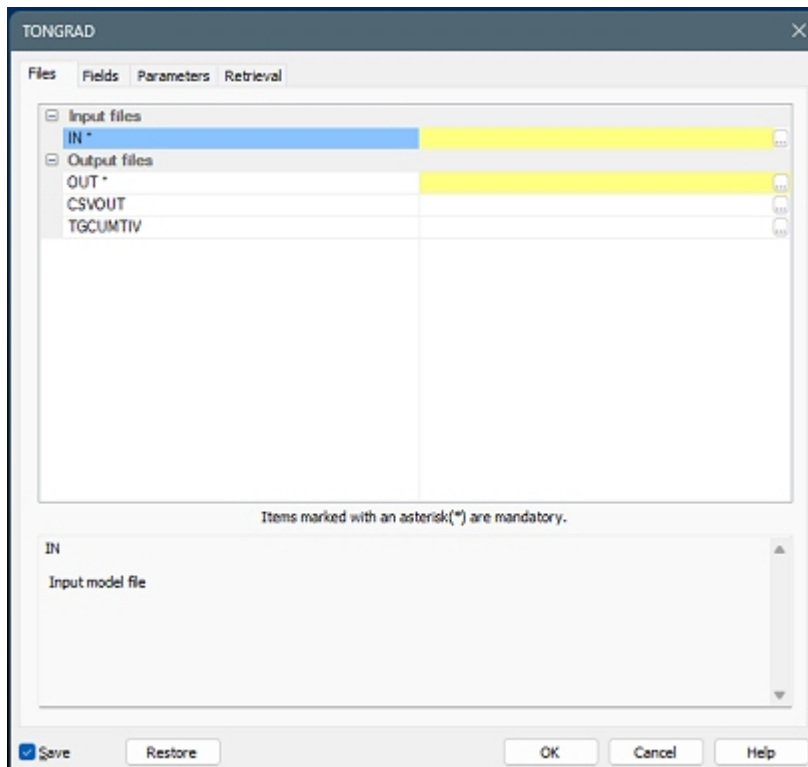 TONGRAD
Files Fields Parameters Retrieval
Input files
IN *
Output files
OUT *
CSVOUT
TGCUMTIV
Items marked with an asterisk(*) are mandatory.
IN
Input model file
Save Restore OK Cancel Help